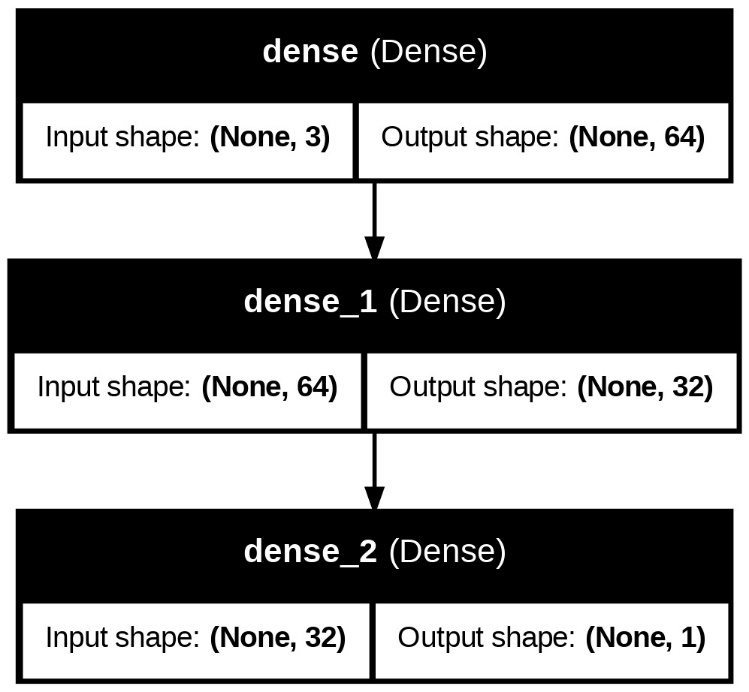 dense (Dense)
Input shape: (None, 3) Output shape: (None, 64)
dense_1 (Dense)
Input shape: (None, 64) Output shape: (None, 32)
dense_2 (Dense)
Input shape: (None, 32) Output shape: (None, 1)